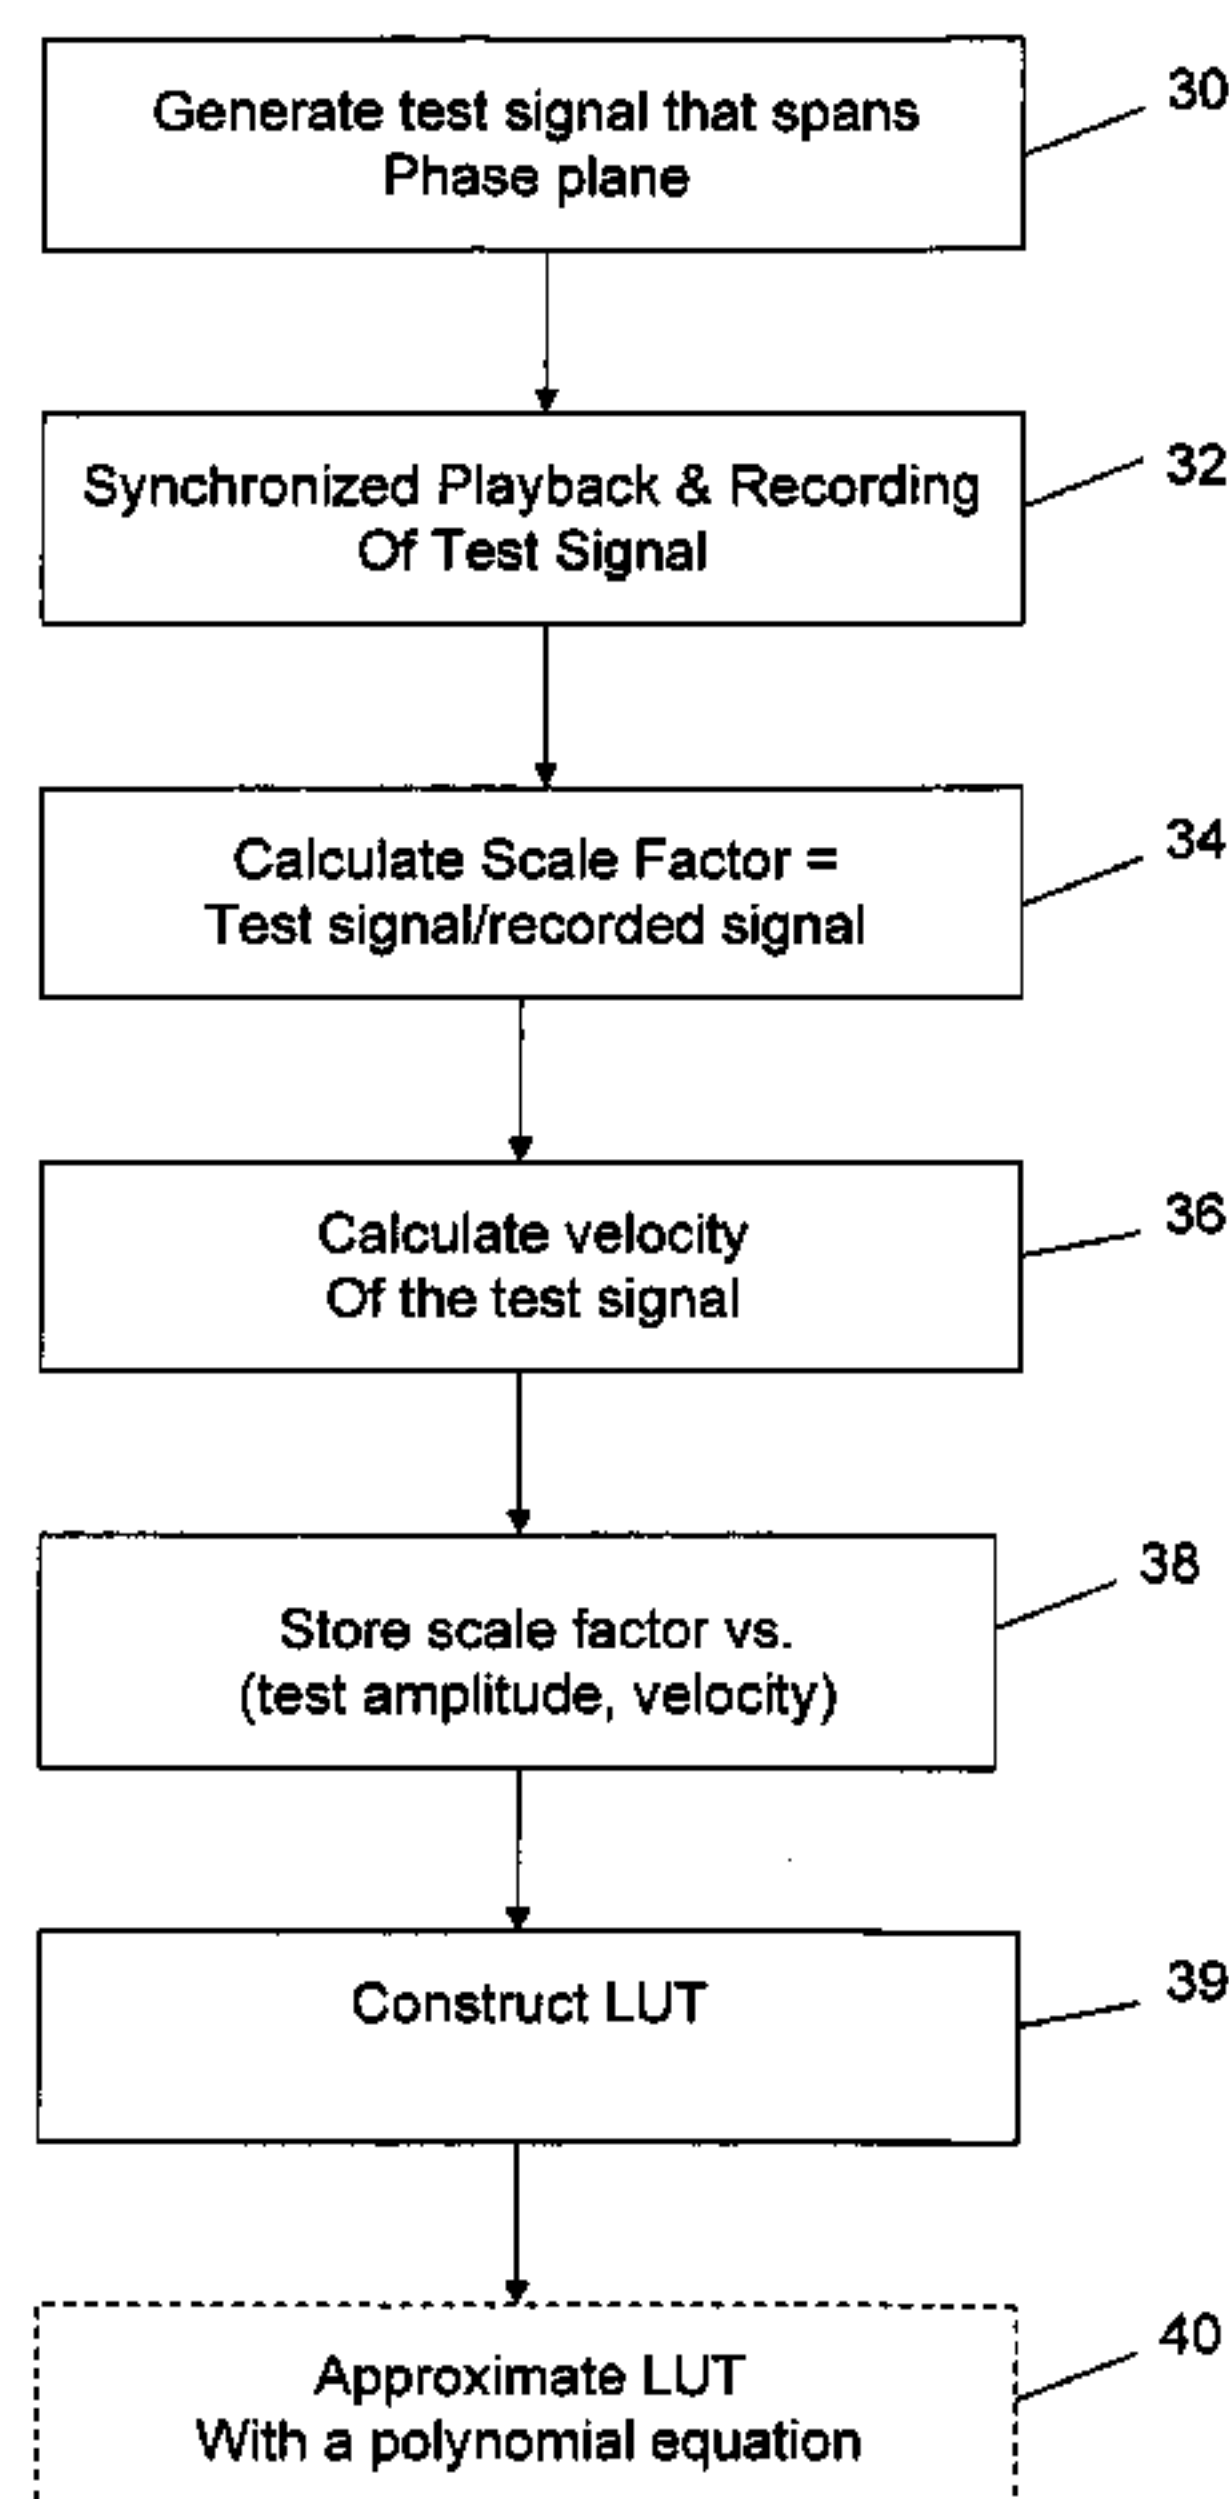 Generate test signal that spans
Phase plane
30
Synchronized Playback & Recording
Of Test Signal
32
Calculate Scale Factor =
Test signal/recorded signal
34
Calculate velocity
Of the test signal
36
Store scale factor vs.
(test amplitude, velocity)
38
Construct LUT
39
Approximate LUT
With a polynomial equation
40